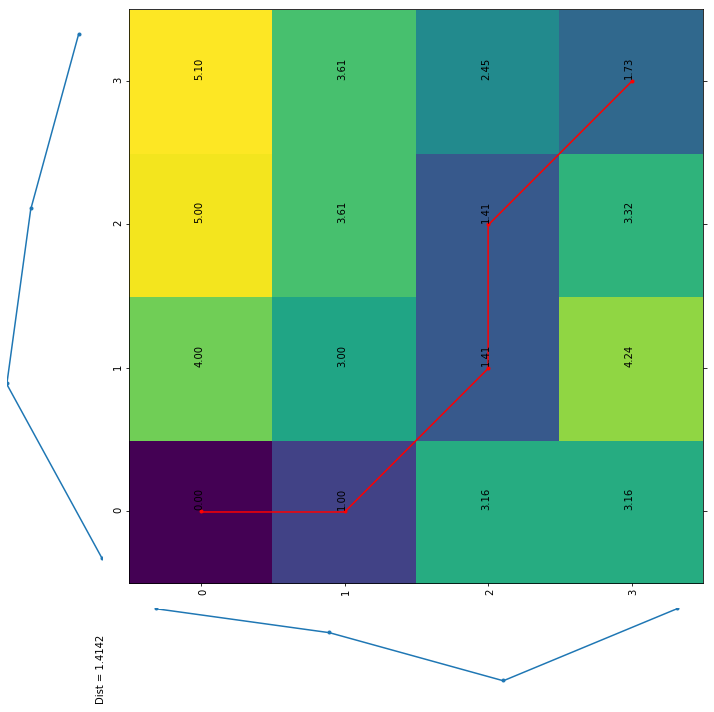 3 5.10 3.61 2.45 1.73
2 5.00 3.61 1.41 3.32
1 4.00 3.00 1.41 4.24
0 0.00 1.00 3.16 3.16
0 1 2 3
Dist = 1.4142